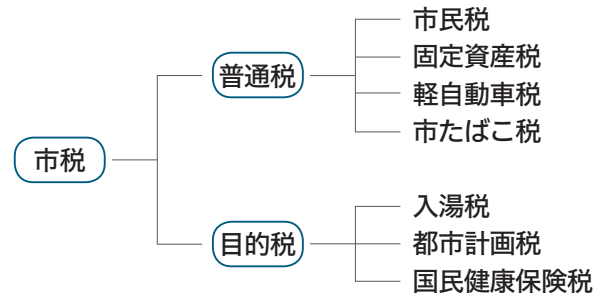 市税
普通税
市民税
固定資産税
軽自動車税
市たばこ税
目的税
入湯税
都市計画税
国民健康保険税